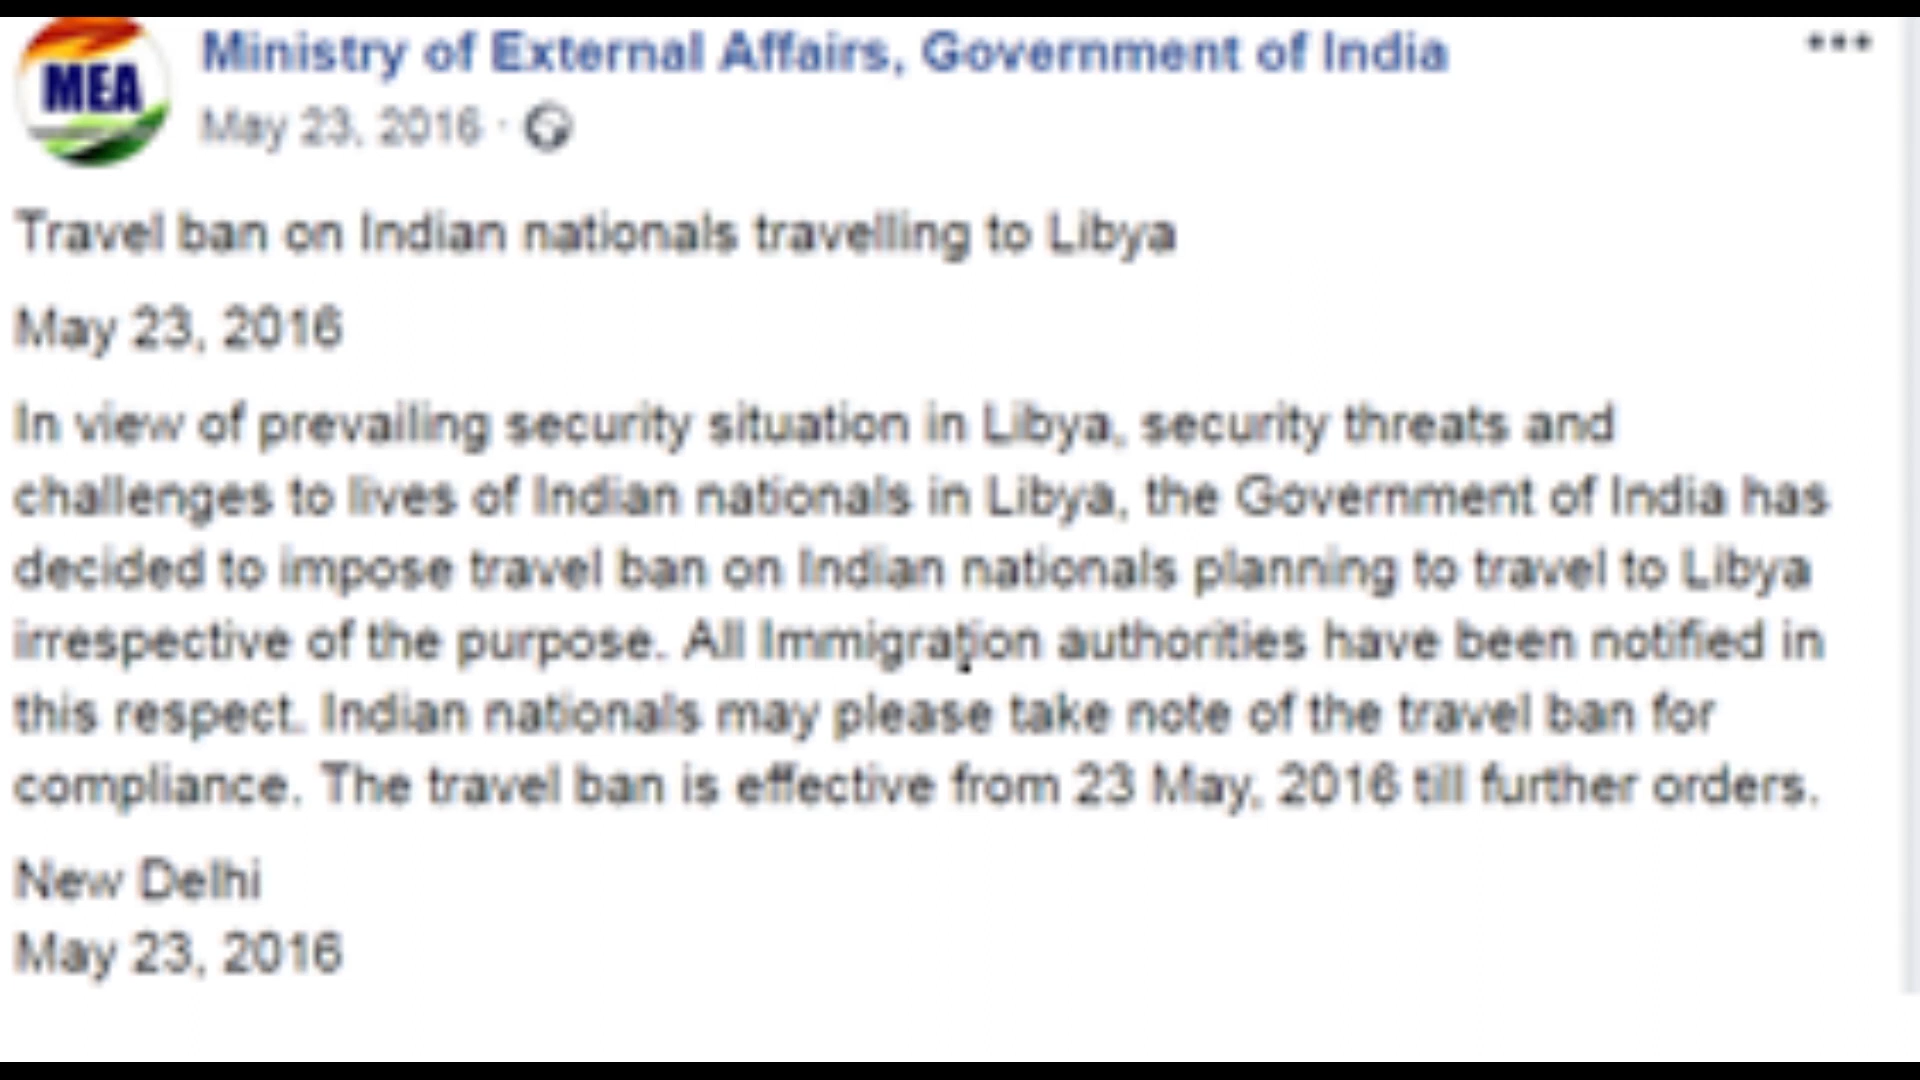 MEA
Ministry of External Affairs, Government of India
May 23, 2016 ·
Travel ban on Indian nationals travelling to Libya
May 23, 2016
In view of prevailing security situation in Libya, security threats and
challenges to lives of Indian nationals in Libya, the Government of India has
decided to impose travel ban on Indian nationals planning to travel to Libya
irrespective of the purpose. All Immigration authorities have been notified in
this respect. Indian nationals may please take note of the travel ban for
compliance. The travel ban is effective from 23 May, 2016 till further orders.
New Delhi
May 23, 2016